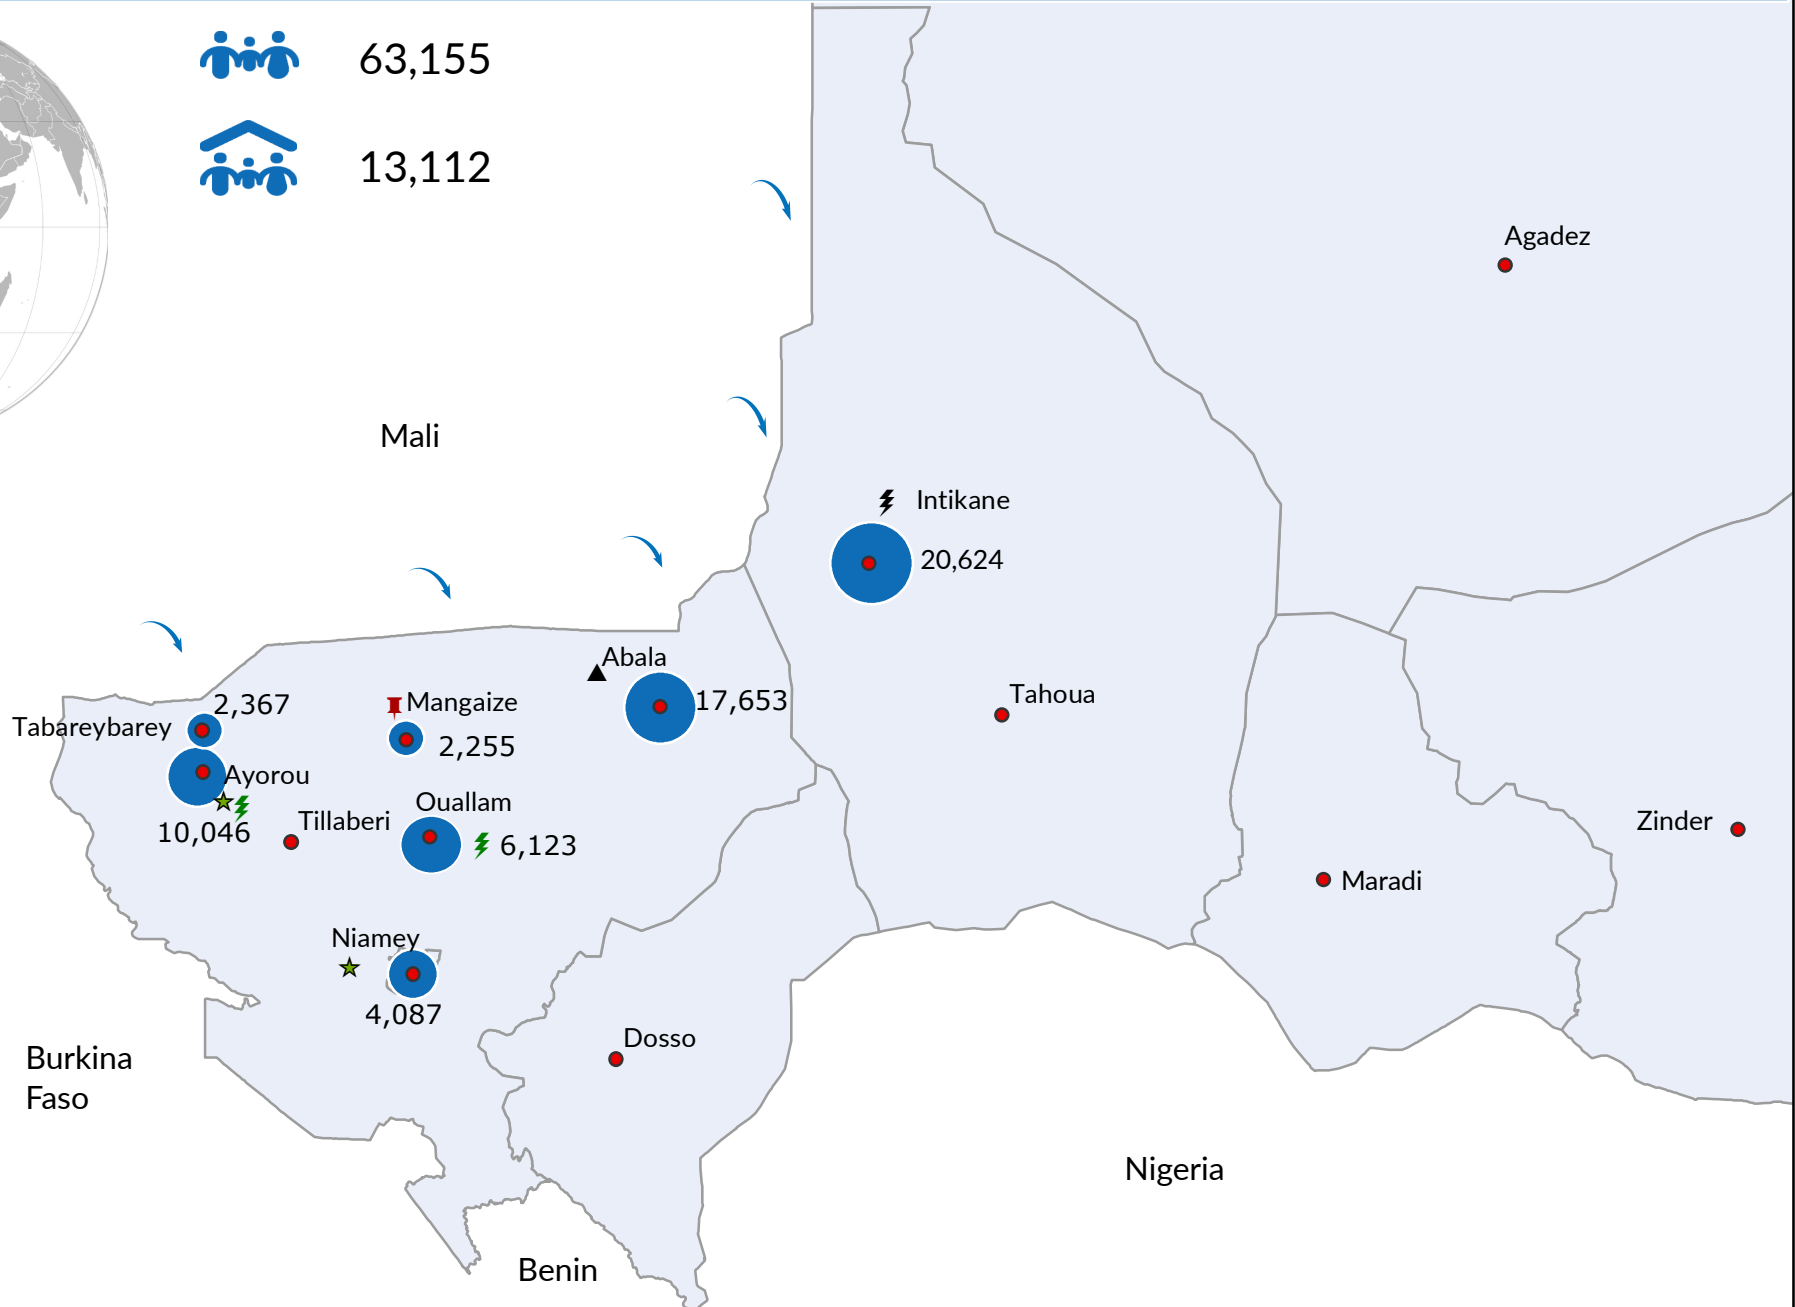 63,155
13,112
Agadez
Mali
Intikane
20,624
Abala
17,653
Tahoua
Mangaize
2,255
2,367
Tabareybarey
Ayorou
10,046
Tillaberi
Ouallam
6,123
Zinder
Maradi
Niamey
4,087
Dosso
Burkina
Faso
Nigeria
Benin